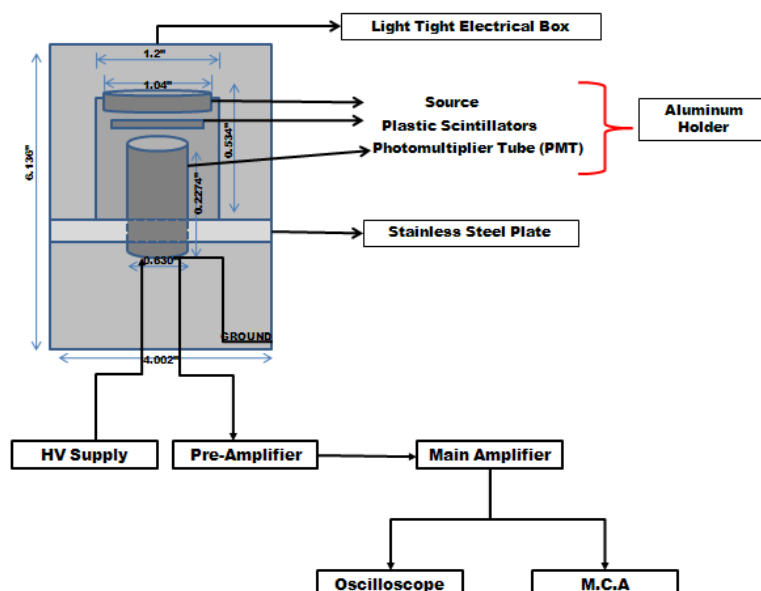 Light Tight Electrical Box
1.2"
1.04"
Source
Aluminum
Holder
Plastic Scintillators
Photomultiplier Tube (PMT)
6.136"
0.534"
0.2274"
Stainless Steel Plate
0.630"
GROUND
4.002"
HV Supply
Pre-Amplifier
Main Amplifier
Oscilloscope
M.C.A